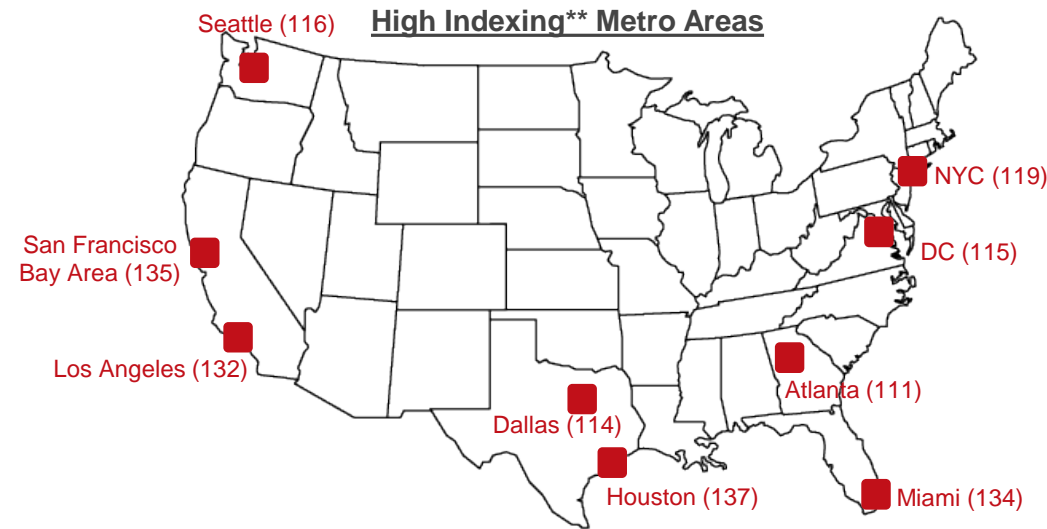 High Indexing** Metro Areas
Seattle (116)
NYC (119)
DC (115)
San Francisco
Bay Area (135)
Los Angeles (132)
Atlanta (111)
Dallas (114)
Houston (137)
Miami (134)